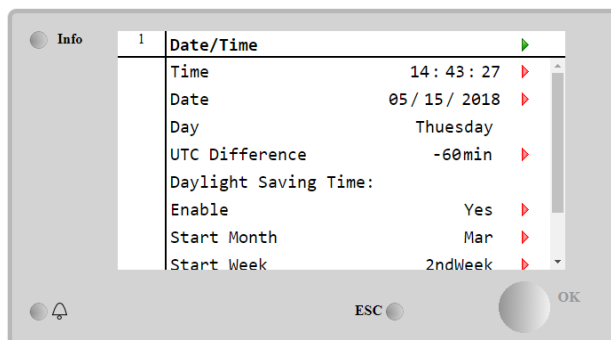 Info
1 Date/Time
Time 14:43:27
Date 05/15/2018
Day Thuesday
UTC Difference -60min
Daylight Saving Time:
Enable Yes
Start Month Mar
Start Week 2ndWeek
ESC
OK